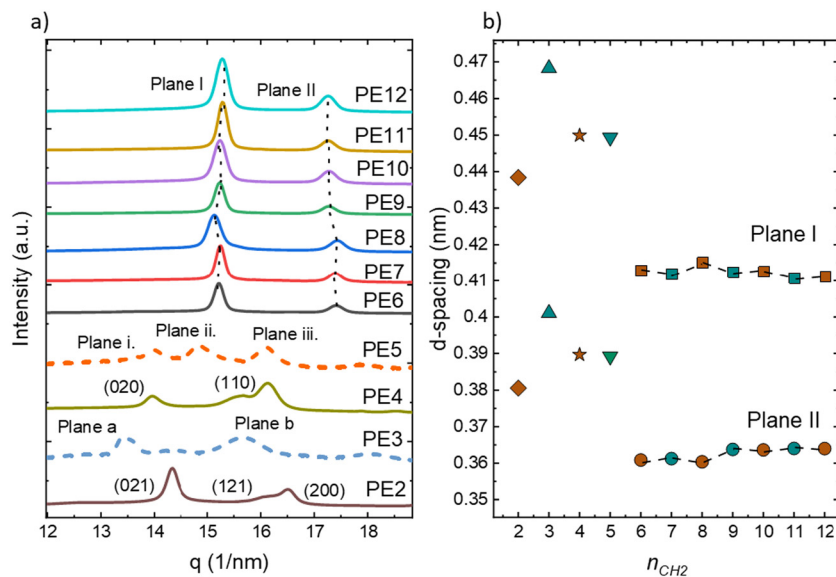 a)
Plane I
Plane II
PE12
PE11
PE10
PE9
PE8
PE7
PE6
Plane i.
Plane ii.
Plane iii.
PE5
(020)
(110)
PE4
Plane a
Plane b
PE3
(021)
(121)
(200)
PE2
Intensity (a.u.)
12 13 14 15 16 17 18
q (1/nm)
b)
0.47
0.46
0.45
0.44
0.43
0.42
0.41
0.4
0.39
0.38
0.37
0.36
0.35
d-spacing (nm)
Plane I
Plane II
2 3 4 5 6 7 8 9 10 11 12
nCH2